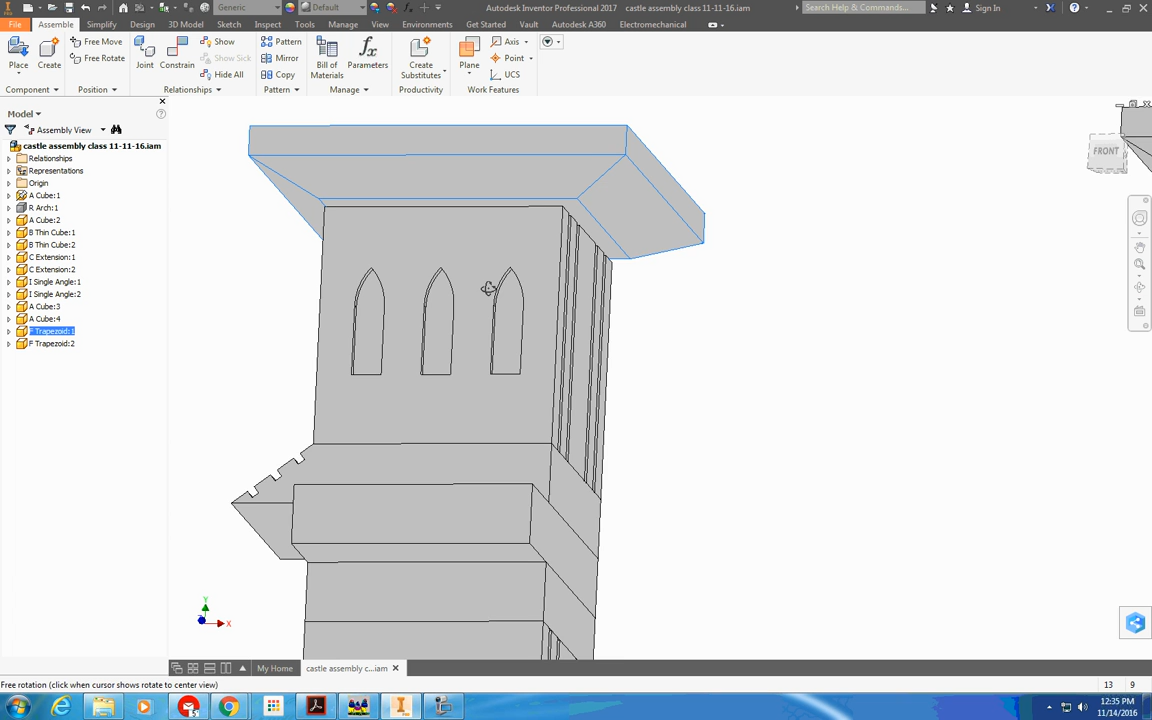 Generic
Default
Autodesk Inventor Professional 2017 castle assembly class 11-11-16.iam
Search Help & Commands...
Sign In
File Assemble Simplify Design 3D Model Sketch Inspect Tools Manage View Environments Get Started Vault Autodesk A360 Electromechanical
Place
Create
Component
Free Move
Free Rotate
Position
Joint
Constrain
Show
Show Sick
Hide All
Relationships
Pattern
Mirror
Copy
Pattern
Bill of
Materials
Parameters
Manage
Create
Substitutes
Productivity
Plane
Axis
Point
UCS
Work Features
Model
Assembly View
castle assembly class 11-11-16.iam
Relationships
Representations
Origin
A Cube:1
R Arch:1
A Cube:2
B Thin Cube:1
B Thin Cube:2
C Extension:1
C Extension:2
I Single Angle:1
I Single Angle:2
A Cube:3
A Cube:4
F Trapezoid:1
F Trapezoid:2
FRONT
Y
X
My Home
castle assembly c...iam
Free rotation (click when cursor shows rotate to center view)
13 9
12:35 PM
11/14/2016